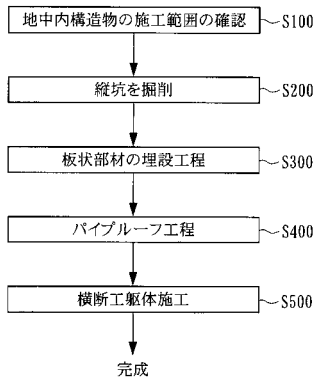 地中内構造物の施工範囲の確認 S100
縦坑を掘削 S200
板状部材の埋設工程 S300
パイプルーフ工程 S400
横断工躯体施工 S500
完成